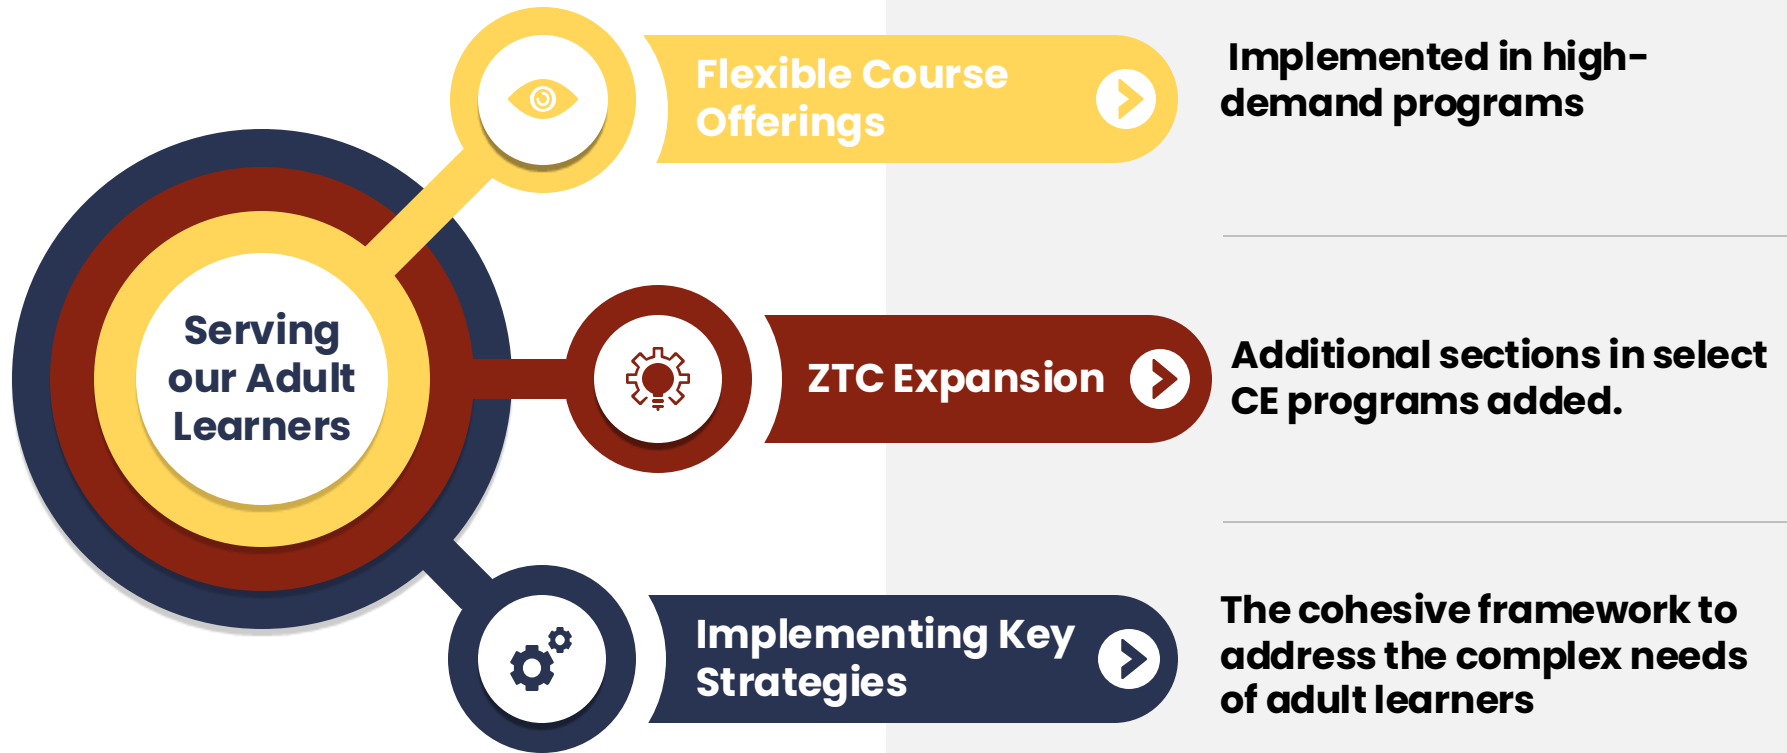 Serving
our Adult
Learners
Flexible Course
Offerings
Implemented in high-
demand programs
ZTC Expansion
Additional sections in select
CE programs added.
Implementing Key
Strategies
The cohesive framework to
address the complex needs
of adult learners